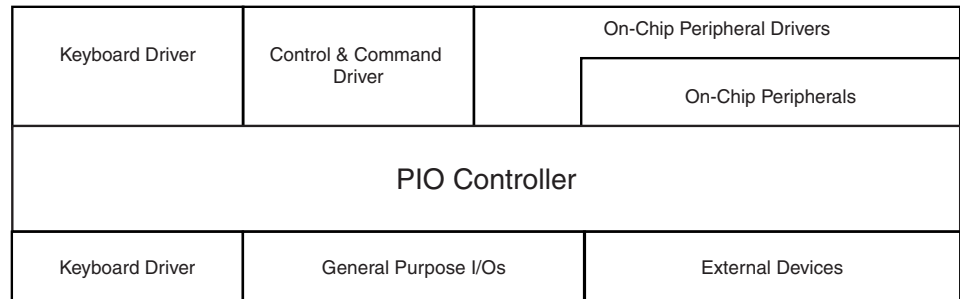 Keyboard Driver
Control & Command
Driver
On-Chip Peripheral Drivers
On-Chip Peripherals
PIO Controller
Keyboard Driver
General Purpose I/Os
External Devices